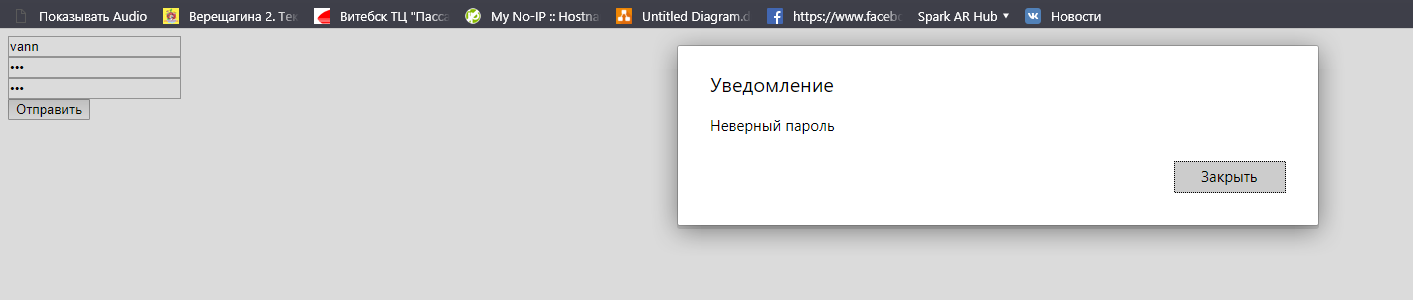 Показывать Audio
Верещагина 2. Тек
Витебск ТЦ "Пасса
My No-IP :: Hostna
Untitled Diagram.d
https://www.facebo
Spark AR Hub
Новости
vann
•••
•••
Отправить
Уведомление
Неверный пароль
Закрыть